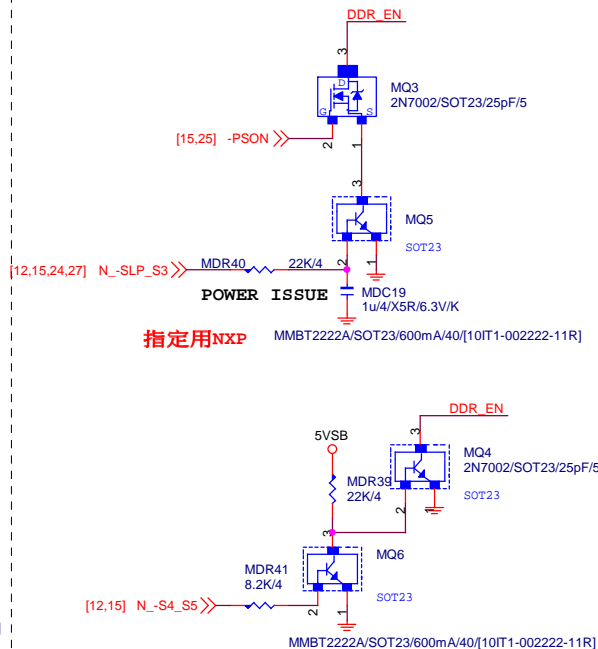 DDR_EN
3
D
G
S
MQ3
2N7002/SOT23/25pF/5
[15,25] -PSON
2
1
3
MQ5
SOT23
[12,15,24,27] N_-SLP_S3
MDR40
22K/4
2
1
POWER ISSUE
MDC19
1u/4/X5R/6.3V/K
指定用NXP
MMBT2222A/SOT23/600mA/40/[10IT1-002222-11R]
DDR_EN
5VSB
3
MQ4
2N7002/SOT23/25pF/5
MDR39
22K/4
SOT23
2
1
3
MQ6
MDR41
8.2K/4
SOT23
[12,15] N_-S4_S5
2
1
MMBT2222A/SOT23/600mA/40/[10IT1-002222-11R]